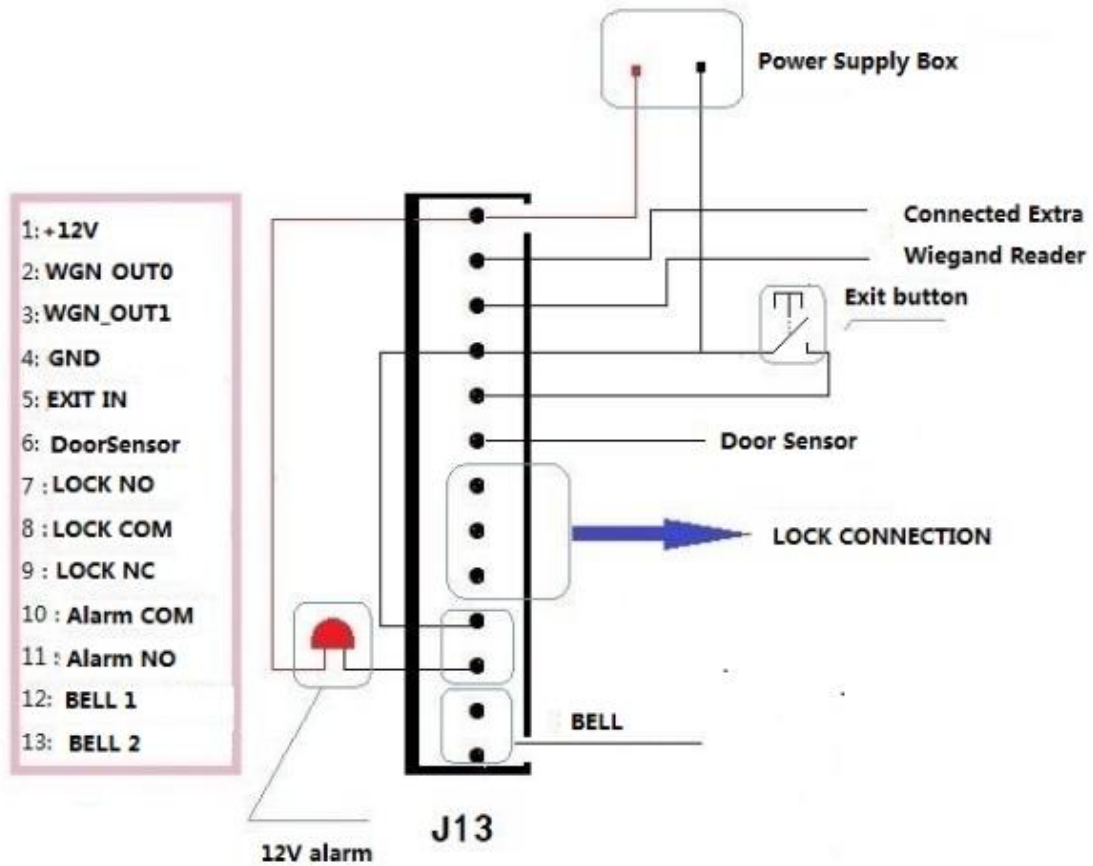 Power Supply Box
1:+12V
2: WGN OUT0
3: WGN_OUT1
4: GND
5: EXIT IN
6: DoorSensor
7 : LOCK NO
8 : LOCK COM
9 : LOCK NC
10 : Alarm COM
11 : Alarm NO
12: BELL 1
13: BELL 2
Connected Extra
Wiegand Reader
Exit button
Door Sensor
LOCK CONNECTION
BELL
J13
12V alarm